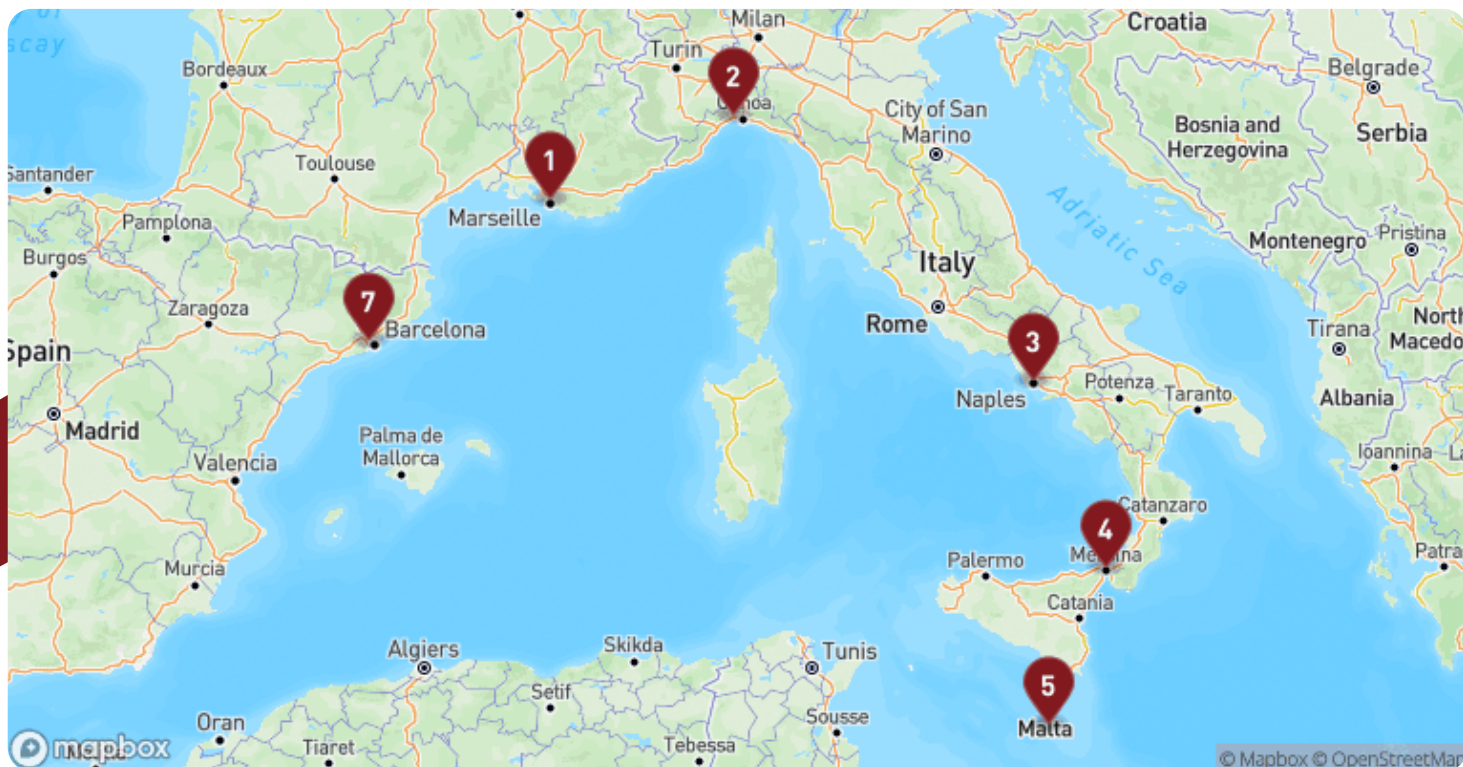 scay
Milan
Croatia
Turin
Bordeaux
Belgrade
2
City of San
Marino
Bosnia and
Herzegovina
Serbia
1
Toulouse
Santander
Marseille
Pamplona
Adriatic Sea
Montenegro
Pristina
Burgos
Italy
7
Zaragoza
Barcelona
Rome
Tirana
North
Macedo
Spain
3
Potenza
Taranto
Naples
Albania
Madrid
Palma de
Mallorca
Valencia
Ioannina
La
Catanzaro
4
Palermo
Patra
Murcia
Catania
Algiers
Skikda
Tunis
Setif
5
Oran
Sousse
Malta
mapbox
Tiaret
Tebessa
© Mapbox © OpenStreetMap